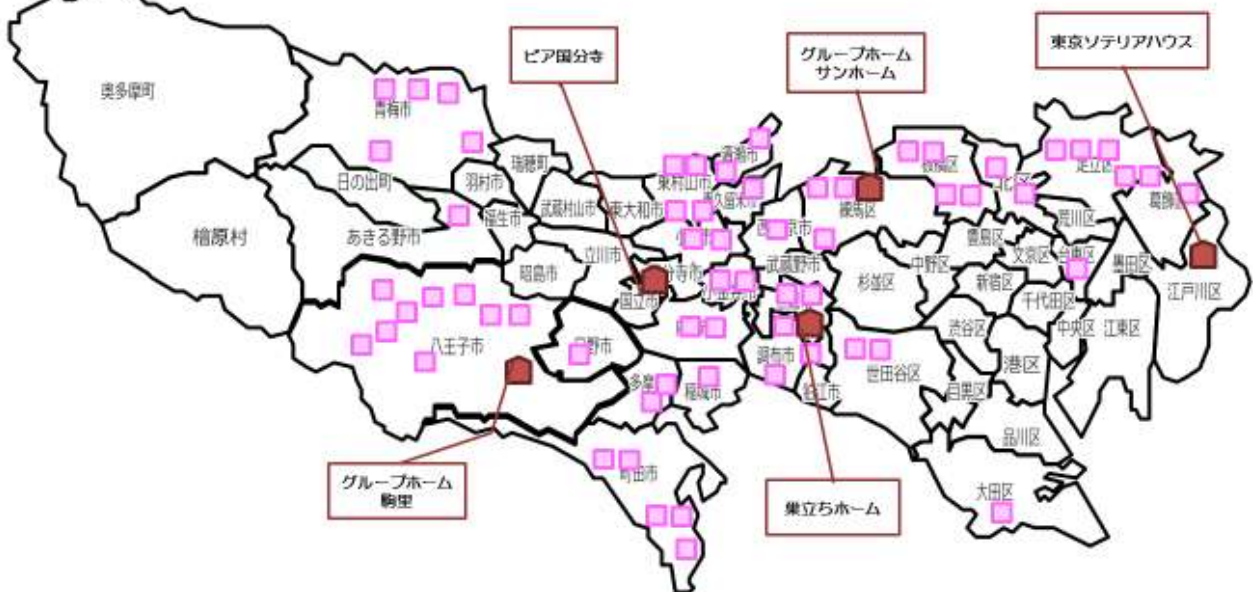 ピア国分寺
グループホーム
サンホーム
東京ソテリアハウス
奥多摩町
青梅市
日の出町
羽村市
瑞穂町
檜原村
あきる野市
福生市
武蔵村山市
東大和市
東村山市
清瀬市
昭島市
立川市
国立市
武蔵野市
練馬区
板橋区
足立区
荒川区
豊島区
文京区
台東区
墨田区
葛飾
江戸川区
杉並区
中野区
新宿区
千代田区
渋谷区
中央区
江東区
港区
八王子市
日野市
多摩
稲城市
調布市
狛江市
世田谷区
目黒区
品川区
大田区
町田市
グループホーム
駒里
巣立ちホーム